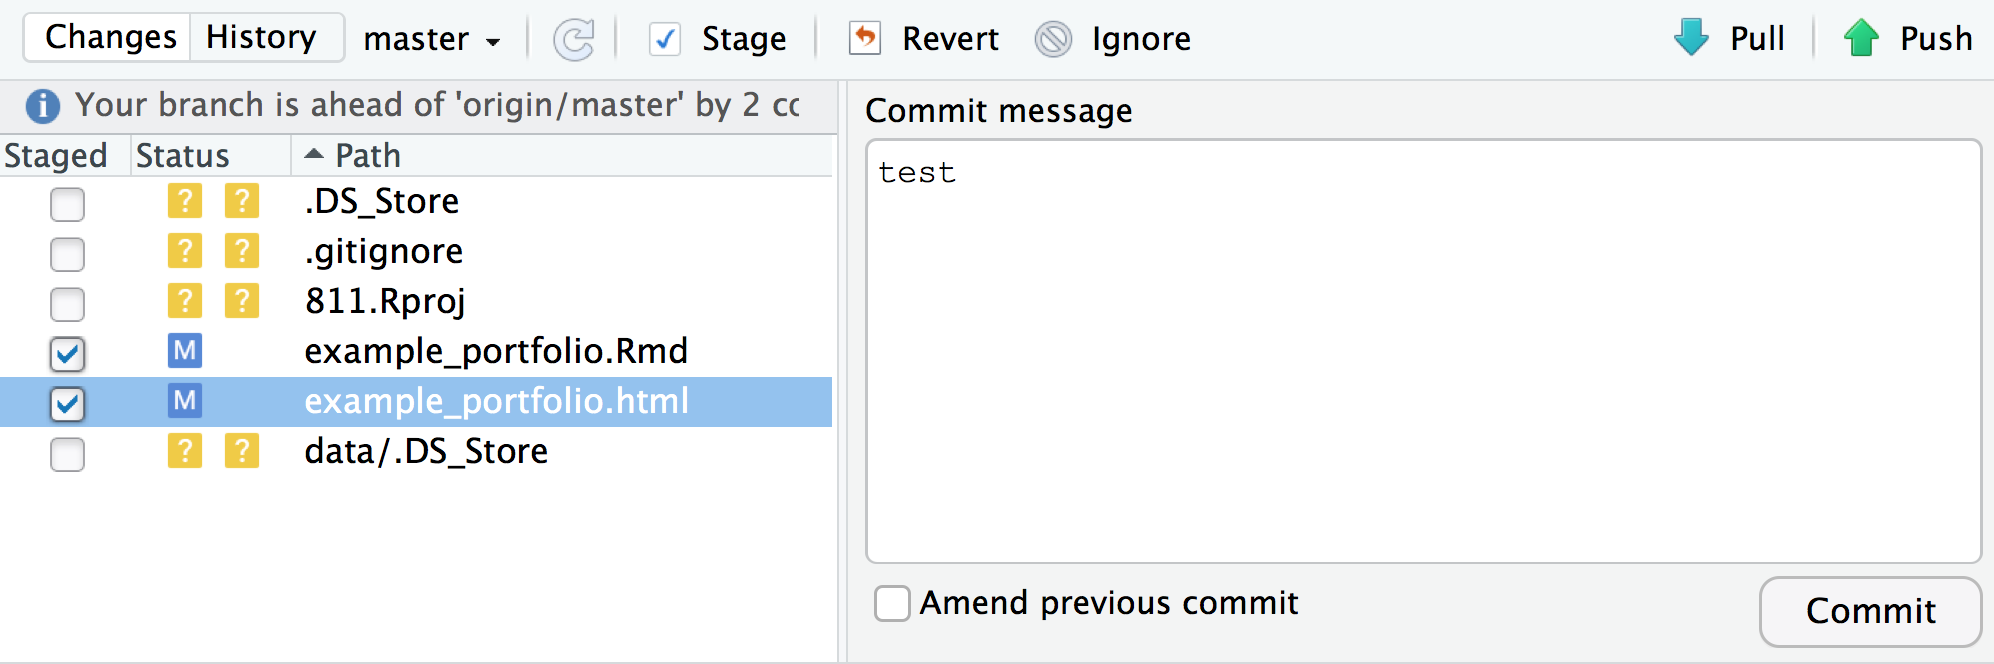 Changes History master Stage Revert Ignore Pull Push
Your branch is ahead of 'origin/master' by 2 cc
Staged Status Path
? ? .DS_Store
? ? .gitignore
? ? 811.Rproj
M example_portfolio.Rmd
M example_portfolio.html
? ? data/.DS_Store
Commit message
test
Amend previous commit
Commit